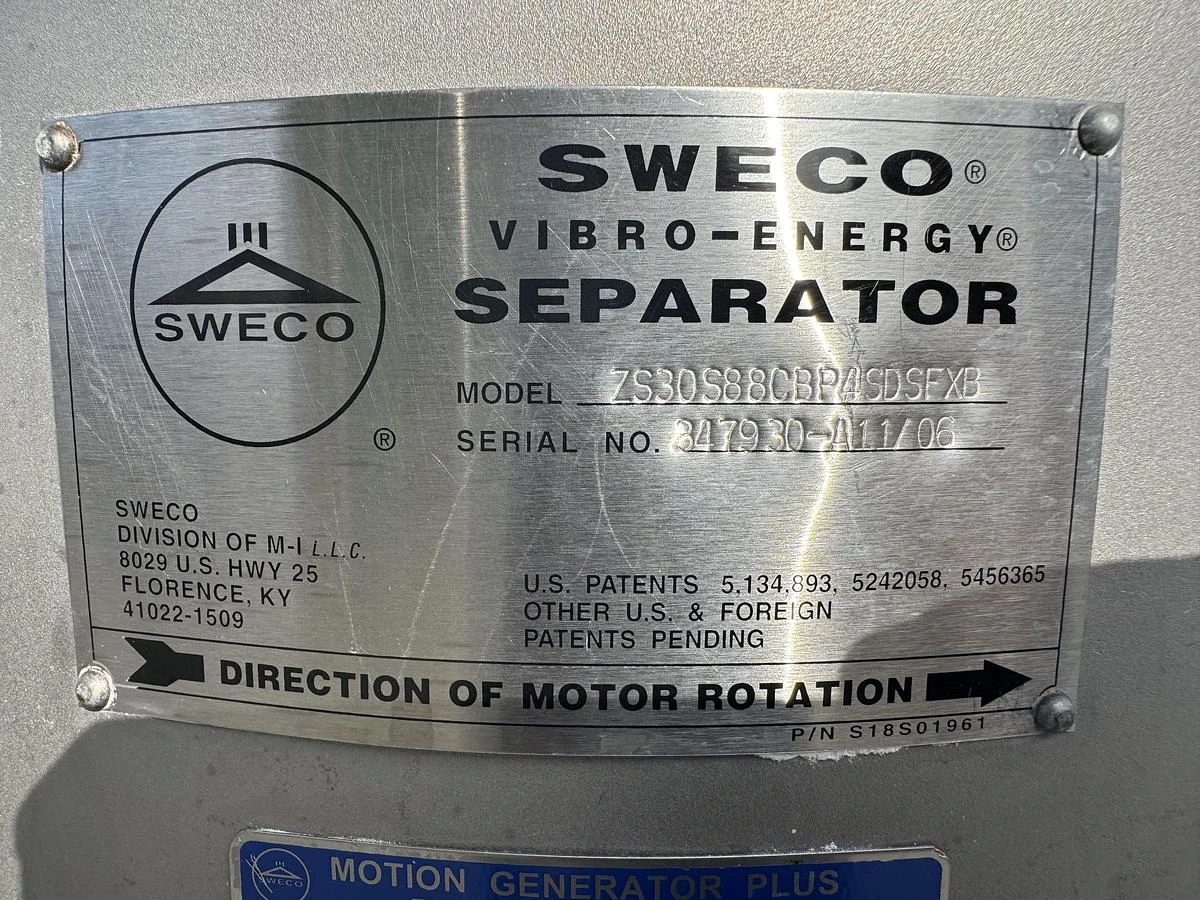 SWECO®
VIBRO-ENERGY®
SEPARATOR
SWECO
®
MODEL ZS30S88CBP4SDSFXB
SERIAL NO. 347930-A11/06
SWECO
DIVISION OF M-I L.L.C.
8029 U.S. HWY 25
FLORENCE, KY
41022-1509
U.S. PATENTS 5,134,893, 5242058, 5456365
OTHER U.S. & FOREIGN
PATENTS PENDING
DIRECTION OF MOTOR ROTATION
P/N S18S01961
SWECO
MOTION GENERATOR PLUS